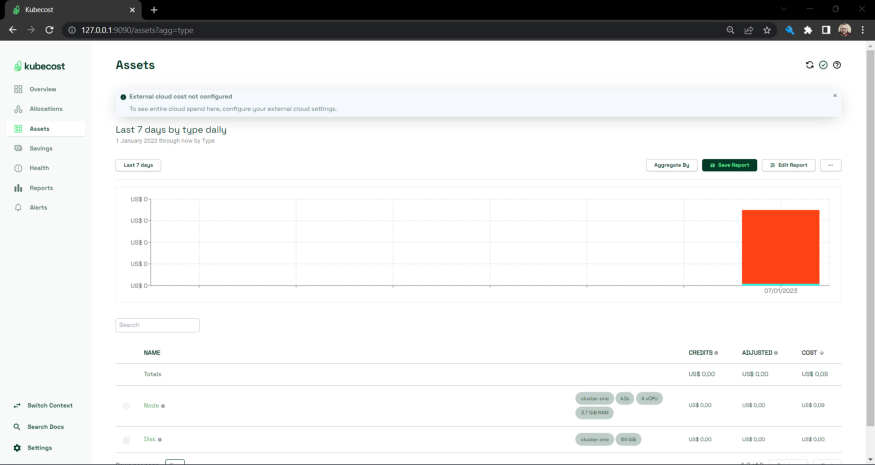 Kubecost
127.0.0.1:9090/assets?agg=type
kubecost
Assets
Overview
Allocations
Assets
Savings
Health
Reports
Alerts
External cloud cost not configured
To see entire cloud spend here, configure your external cloud settings.
Last 7 days by type daily
1 January 2023 through now by Type
Last 7 days
Aggregate By
Save Report
Edit Report
US$ 0
US$ 0
US$ 0
US$ 0
US$ 0
07/01/2023
Search
NAME CREDITS ADJUSTED COST
Totals US$ 0,00 US$ 0,00 US$ 0,09
Node cluster-one k3s 4 vCPU 3.7 GiB RAM US$ 0,00 US$ 0,00 US$ 0,09
Disk cluster-one 64 GiB US$ 0,00 US$ 0,00 US$ 0,00
Switch Context
Search Docs
Settings